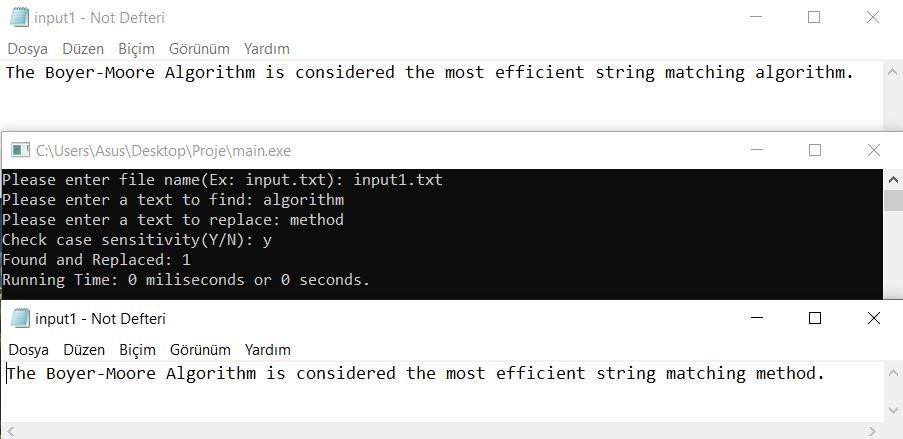 input1 - Not Defteri
Dosya Düzen Biçim Görünüm Yardım
The Boyer-Moore Algorithm is considered the most efficient string matching algorithm.
C:\Users\Asus\Desktop\Proje\main.exe
Please enter file name(Ex: input.txt): input1.txt
Please enter a text to find: algorithm
Please enter a text to replace: method
Check case sensitivity(Y/N): y
Found and Replaced: 1
Running Time: 0 miliseconds or 0 seconds.
input1 - Not Defteri
Dosya Düzen Biçim Görünüm Yardım
The Boyer-Moore Algorithm is considered the most efficient string matching method.